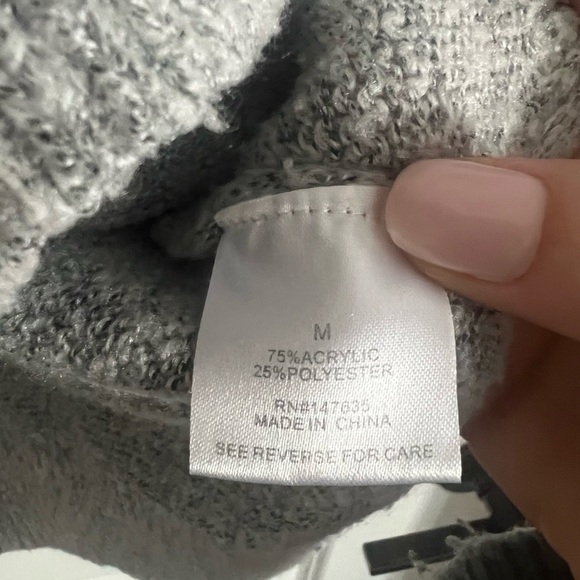 M
75%ACRYLIC
25%POLYESTER
RN#147635
MADE IN CHINA
SEE REVERSE FOR CARE